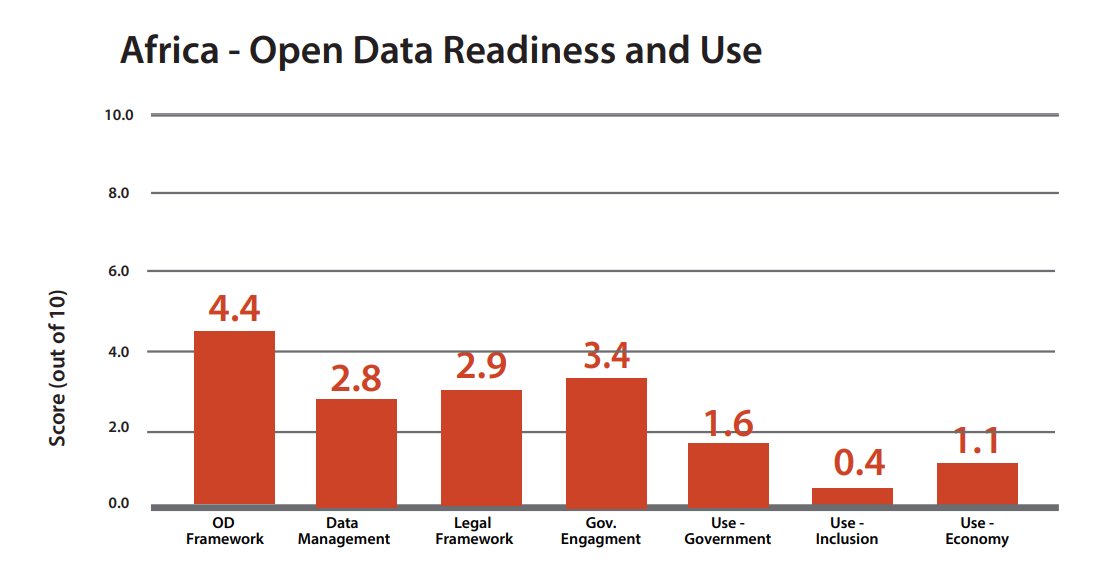 Africa - Open Data Readiness and Use
Score (out of 10)
10.0
8.0
6.0
4.0
2.0
0.0
4.4
2.8
2.9
3.4
1.6
0.4
1.1
OD
Framework
Data
Management
Legal
Framework
Gov.
Engagment
Use -
Government
Use -
Inclusion
Use -
Economy